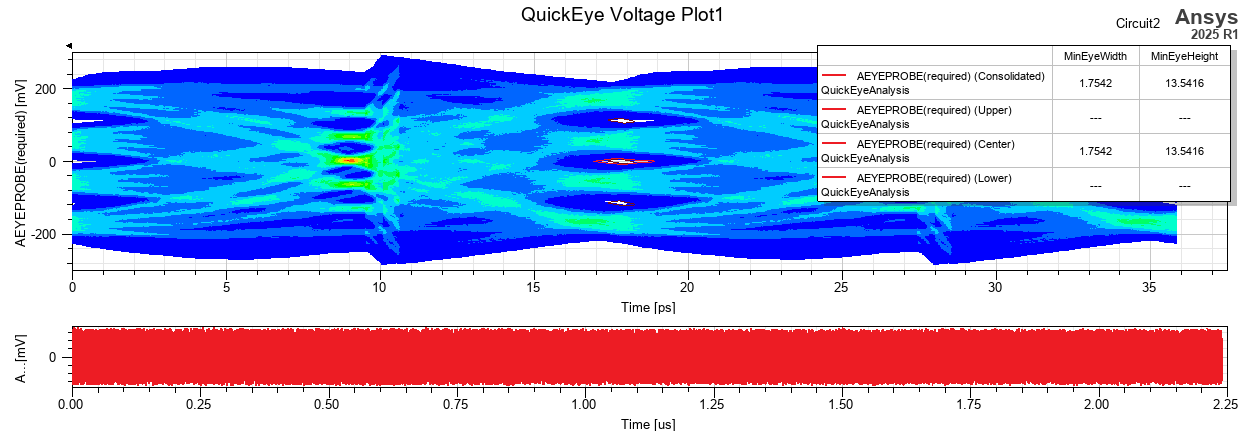 QuickEye Voltage Plot1
Circuit2
Ansys
2025 R1
MinEyeWidth MinEyeHeight
AEYEPROBE(required) (Consolidated)
QuickEyeAnalysis
1.7542 13.5416
AEYEPROBE(required) (Upper)
QuickEyeAnalysis
--- ---
AEYEPROBE(required) (Center)
QuickEyeAnalysis
1.7542 13.5416
AEYEPROBE(required) (Lower)
QuickEyeAnalysis
--- ---
AEYEPROBE(required) [mV]
200
0
-200
0 5 10 15 20 25 30 35
Time [ps]
A...[mV]
0
0.00 0.25 0.50 0.75 1.00 1.25 1.50 1.75 2.00 2.25
Time [us]